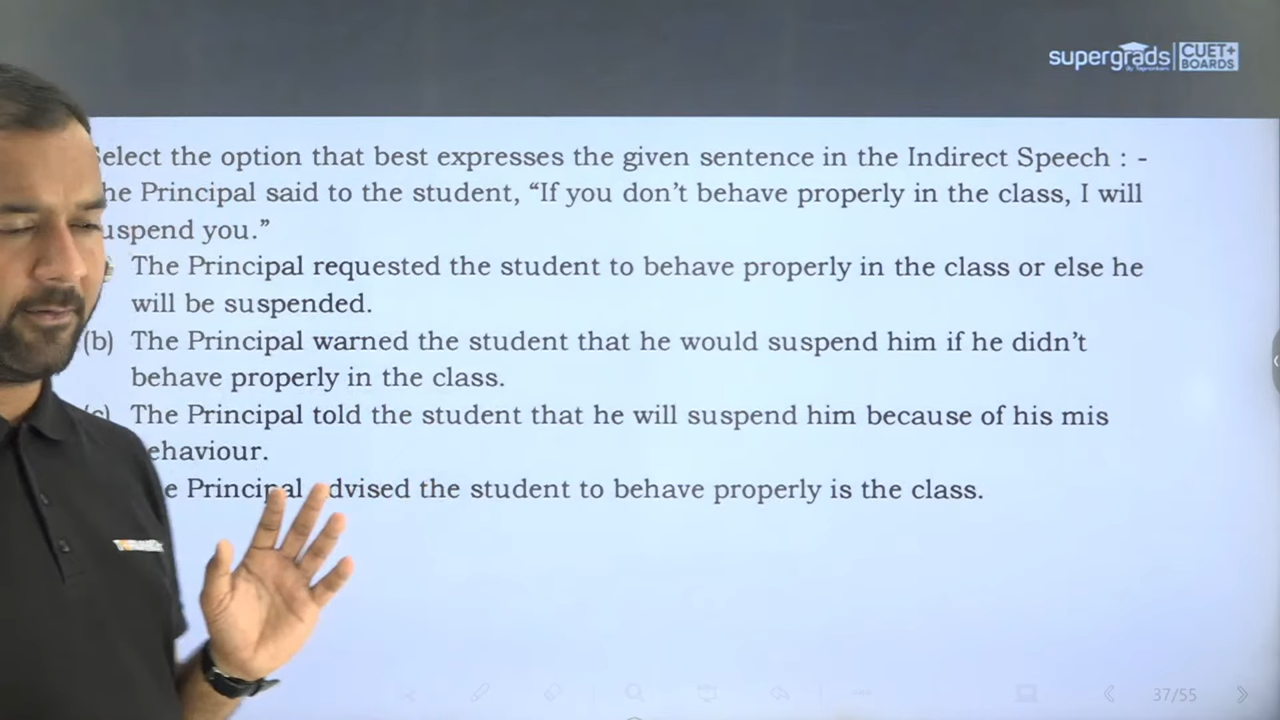 supergrads CUET+
BOARDS
elect the option that best expresses the given sentence in the Indirect Speech : -
he Principal said to the student, “If you don’t behave properly in the class, I will
uspend you.”
The Principal requested the student to behave properly in the class or else he
will be suspended.
(b) The Principal warned the student that he would suspend him if he didn’t
behave properly in the class.
(c) The Principal told the student that he will suspend him because of his mis
ehaviour.
e Principal advised the student to behave properly is the class.
37/55